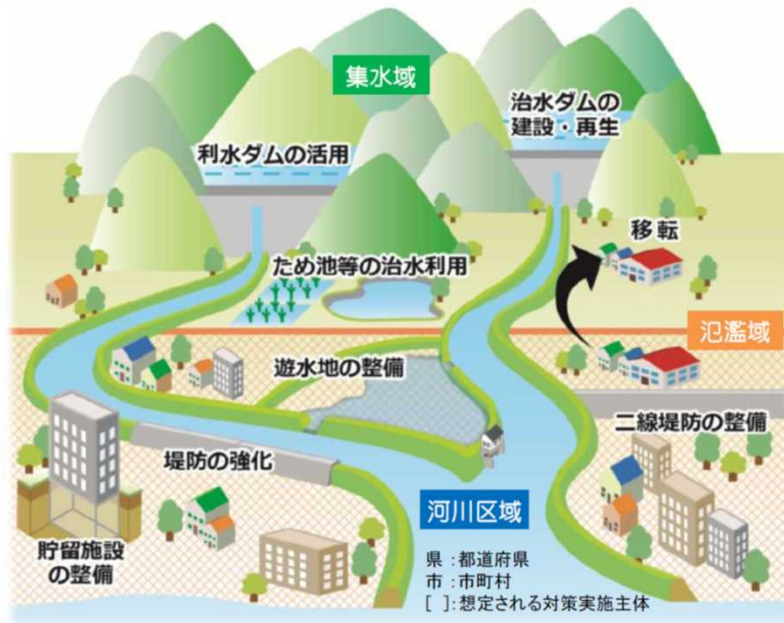 集水域
治水ダムの
建設・再生
利水ダムの活用
移転
ため池等の治水利用
氾濫域
遊水地の整備
二線堤防の整備
堤防の強化
河川区域
貯留施設
の整備
県：都道府県
市：市町村
[ ]：想定される対策実施主体